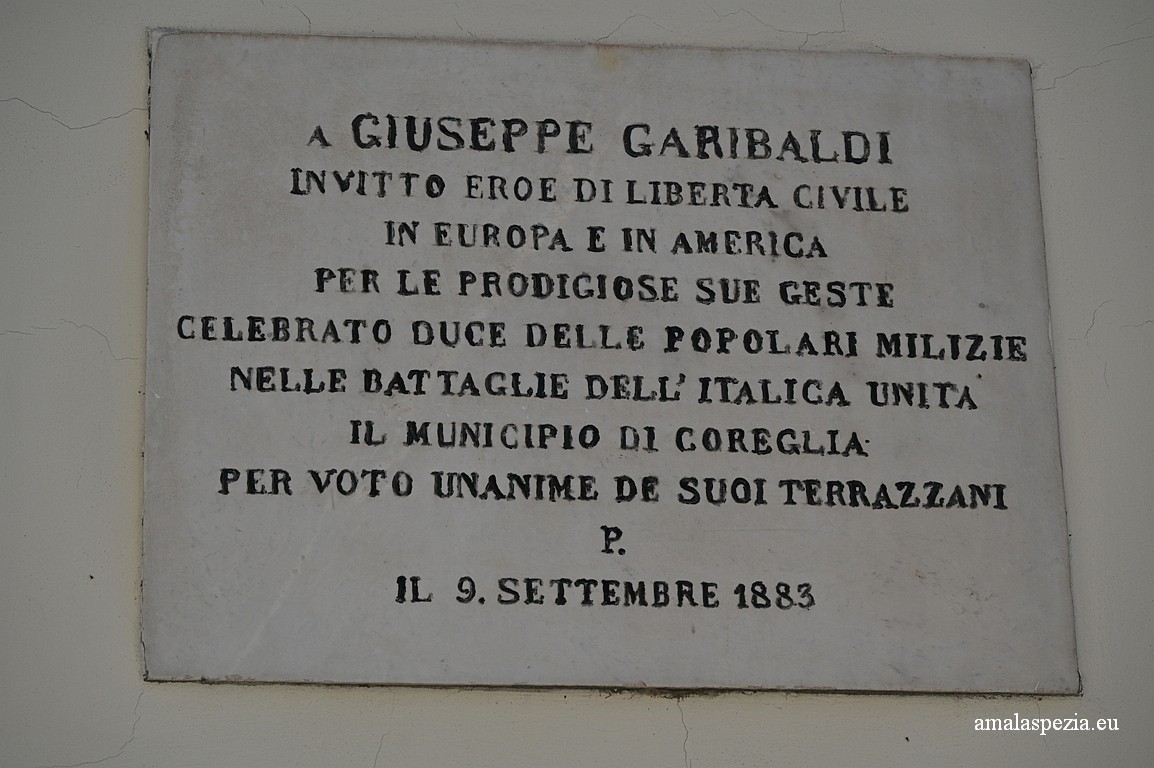 A GIUSEPPE GARIBALDI
INVITTO EROE DI LIBERTA CIVILE
IN EUROPA E IN AMERICA
PER LE PRODIGIOSE SUE GESTE
CELEBRATO DUCE DELLE POPOLARI MILIZIE
NELLE BATTAGLIE DELL' ITALICA UNITA'
IL MUNICIPIO DI COREGLIA
PER VOTO UNANIME DE SUOI TERRAZZANI
P.
IL 9. SETTEMBRE 1883
amalaspezia.eu